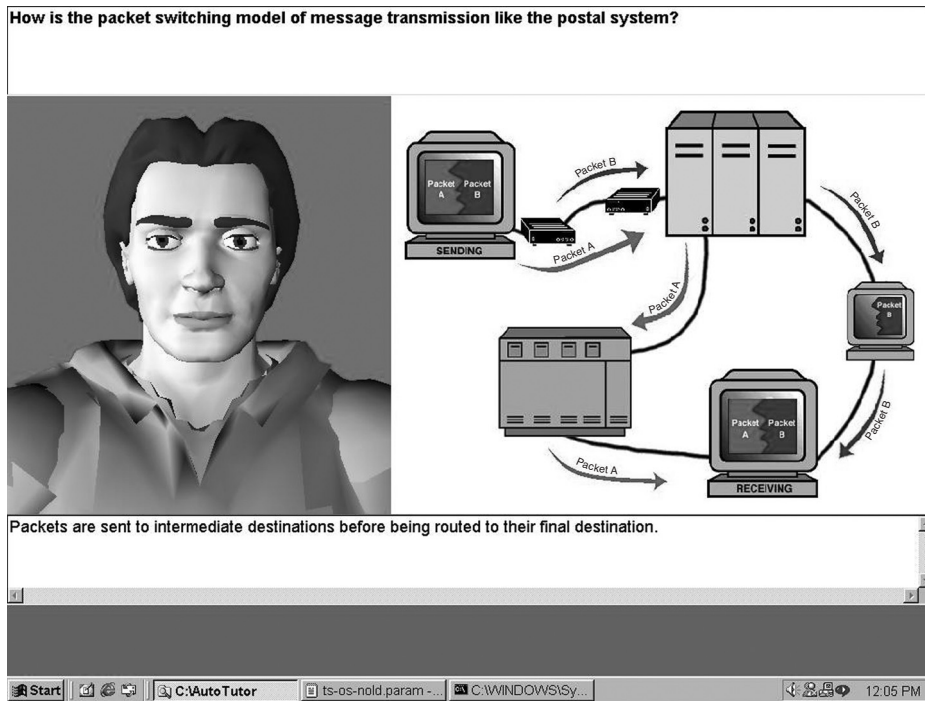 How is the packet switching model of message transmission like the postal system?
Packet B
Packet A
Packet B
SENDING
Packet A
Packet B
Packet A
Packet B
Packet A
Packet B
RECEIVING
Packet B
Packet A
Packets are sent to intermediate destinations before being routed to their final destination.
Start
C:\AutoTutor
ts-os-nold.param -...
C:\WINDOWS\Sy...
12:05 PM